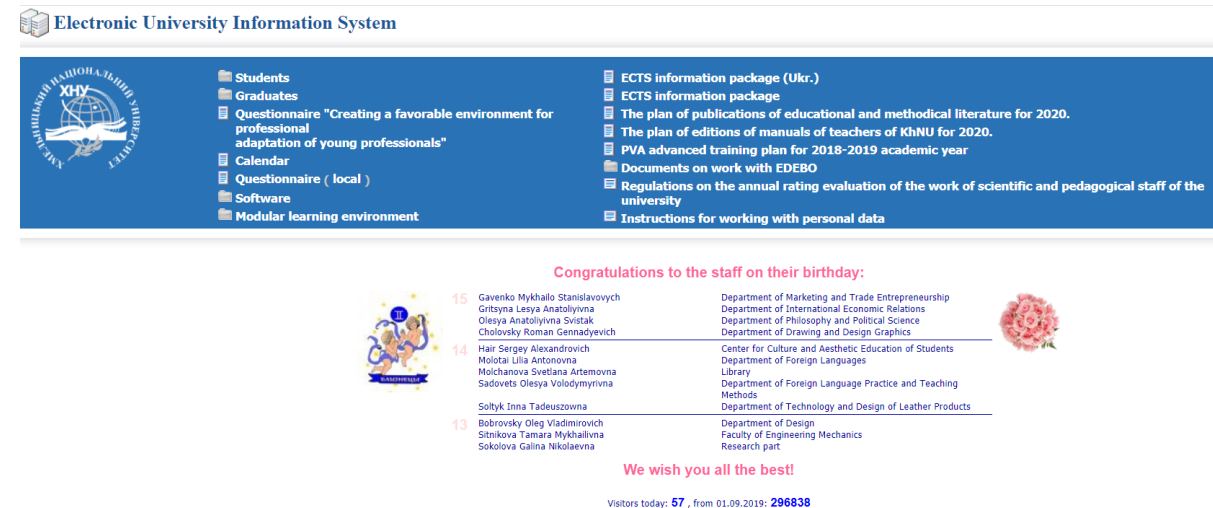 Electronic University Information System
ХМЕЛЬНИЦЬКИЙ НАЦІОНАЛЬНИЙ УНІВЕРСИТЕТ
ХНУ
Students
Graduates
Questionnaire "Creating a favorable environment for
professional
adaptation of young professionals"
Calendar
Questionnaire ( local )
Software
Modular learning environment
ECTS information package (Ukr.)
ECTS information package
The plan of publications of educational and methodical literature for 2020.
The plan of editions of manuals of teachers of KhNU for 2020.
PVA advanced training plan for 2018-2019 academic year
Documents on work with EDEBO
Regulations on the annual rating evaluation of the work of scientific and pedagogical staff of the
university
Instructions for working with personal data
Congratulations to the staff on their birthday:
БЛИЗНЕЦЫ
15 Gavenko Mykhailo Stanislavovych Department of Marketing and Trade Entrepreneurship
Gritsyna Lesya Anatoliyivna Department of International Economic Relations
Olesya Anatoliyivna Svistak Department of Philosophy and Political Science
Cholovsky Roman Gennadyevich Department of Drawing and Design Graphics
14 Hair Sergey Alexandrovich Center for Culture and Aesthetic Education of Students
Molotai Lilia Antonovna Department of Foreign Languages
Molchanova Svetlana Artemovna Library
Sadovets Olesya Volodymyrivna Department of Foreign Language Practice and Teaching
Methods
Soltyk Inna Tadeuszowna Department of Technology and Design of Leather Products
13 Bobrovsky Oleg Vladimirovich Department of Design
Sitnikova Tamara Mykhailivna Faculty of Engineering Mechanics
Sokolova Galina Nikolaevna Research part
We wish you all the best!
Visitors today: 57 , from 01.09.2019: 296838